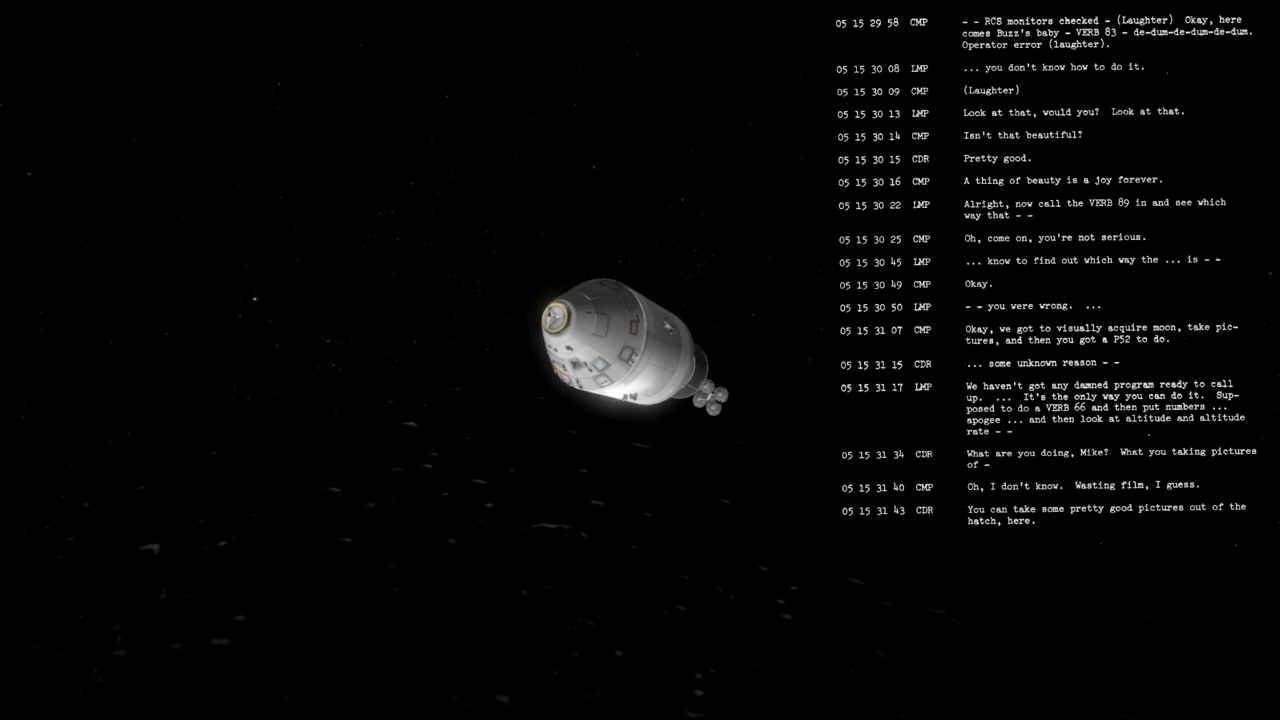 05 15 29 58 CMP - - RCS monitors checked - (Laughter) Okay, here
comes Buzz's baby - VERB 83 - de-dum-de-dum-de-dum.
Operator error (laughter).
05 15 30 08 LMP ... you don't know how to do it.
05 15 30 09 CMP (Laughter)
05 15 30 13 LMP Look at that, would you? Look at that.
05 15 30 14 CMP Isn't that beautiful?
05 15 30 15 CDR Pretty good.
05 15 30 16 CMP A thing of beauty is a joy forever.
05 15 30 22 LMP Alright, now call the VERB 89 in and see which
way that - -
05 15 30 25 CMP Oh, come on, you're not serious.
05 15 30 45 LMP ... know to find out which way the ... is - -
05 15 30 49 CMP Okay.
05 15 30 50 LMP - - you were wrong. ...
05 15 31 07 CMP Okay, we got to visually acquire moon, take pic-
tures, and then you got a P52 to do.
05 15 31 15 CDR ... some unknown reason - -
05 15 31 17 LMP We haven't got any damned program ready to call
up. ... It's the only way you can do it. Sup-
posed to do a VERB 66 and then put numbers ...
apogee ... and then look at altitude and altitude
rate - -
05 15 31 34 CDR What are you doing, Mike? What you taking pictures
of -
05 15 31 40 CMP Oh, I don't know. Wasting film, I guess.
05 15 31 43 CDR You can take some pretty good pictures out of the
hatch, here.